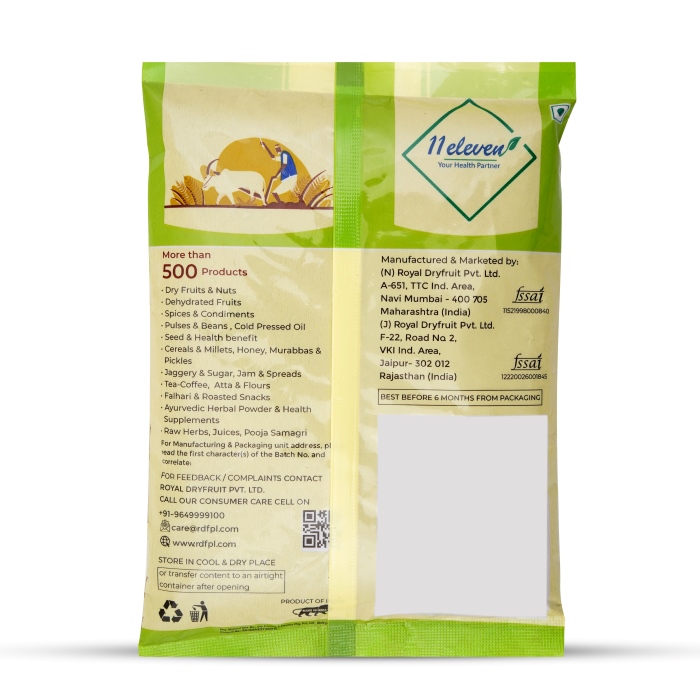 11 eleven
Your Health Partner
More than
500 Products
· Dry Fruits & Nuts
· Dehydrated Fruits
· Spices & Condiments
· Pulses & Beans , Cold Pressed Oil
· Seed & Health benefit
· Cereals & Millets, Honey, Murabbas &
Pickles
· Jaggery & Sugar, Jam & Spreads
· Tea-Coffee, Atta & Flours
· Falhari & Roasted Snacks
· Ayurvedic Herbal Powder & Health
Supplements
· Raw Herbs, Juices, Pooja Samagri
For Manufacturing & Packaging unit address, pl
read the first character(s) of the Batch No. and
correlate:
FOR FEEDBACK / COMPLAINTS CONTACT
ROYAL DRYFRUIT PVT. LTD.
CALL OUR CONSUMER CARE CELL ON
+91-9649999100
care@rdfpl.com
www.rdfpl.com
STORE IN COOL & DRY PLACE
or transfer content to an airtight
container after opening
PRODUCT OF I
Manufactured & Marketed by:
(N) Royal Dryfruit Pvt. Ltd.
A-651, TTC Ind. Area,
Navi Mumbai - 400 705
Maharashtra (India)
fssai
11521998000840
(J) Royal Dryfruit Pvt. Ltd.
F-22, Road No. 2,
VKI Ind. Area,
Jaipur- 302 012
Rajasthan (India)
fssai
12220026001845
BEST BEFORE 6 MONTHS FROM PACKAGING